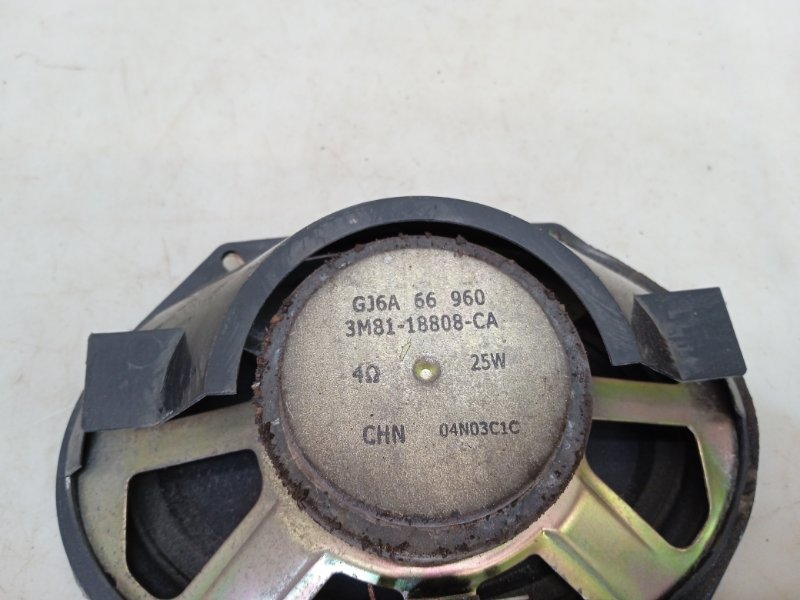 GJ6A 66 960
3M81-18808-CA
4Ω 25W
CHN 04N03C1C